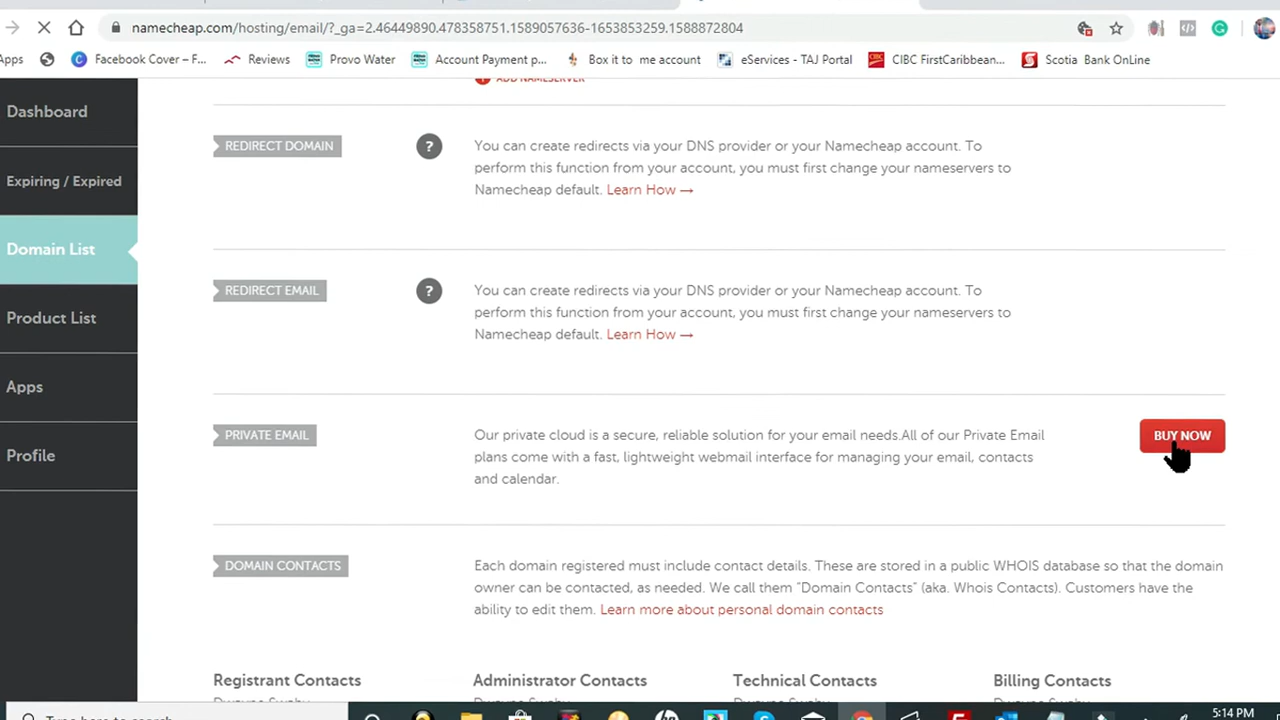 namecheap.com/hosting/email/?_ga=2.46449890.478358751.1589057636-1653853259.1588872804
Apps
Facebook Cover – F...
Reviews
Provo Water
Account Payment p...
Box it to me account
eServices - TAJ Portal
CIBC FirstCaribbean...
Scotia Bank OnLine
ADD NAMESERVER
Dashboard
Expiring / Expired
Domain List
Product List
Apps
Profile
REDIRECT DOMAIN
?
You can create redirects via your DNS provider or your Namecheap account. To
perform this function from your account, you must first change your nameservers to
Namecheap default. Learn How →
REDIRECT EMAIL
?
You can create redirects via your DNS provider or your Namecheap account. To
perform this function from your account, you must first change your nameservers to
Namecheap default. Learn How →
PRIVATE EMAIL
Our private cloud is a secure, reliable solution for your email needs.All of our Private Email
plans come with a fast, lightweight webmail interface for managing your email, contacts
and calendar.
BUY NOW
DOMAIN CONTACTS
Each domain registered must include contact details. These are stored in a public WHOIS database so that the domain
owner can be contacted, as needed. We call them "Domain Contacts" (aka. Whois Contacts). Customers have the
ability to edit them. Learn more about personal domain contacts
Registrant Contacts
Administrator Contacts
Technical Contacts
Billing Contacts
Type here to search
5:14 PM